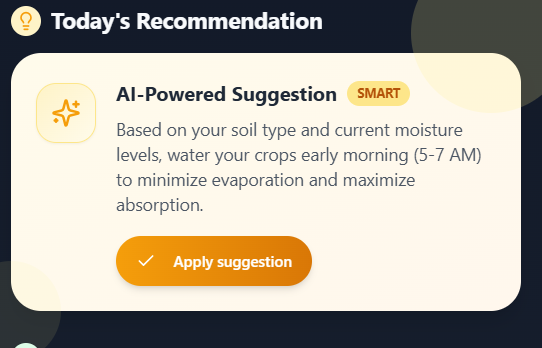 Today's Recommendation
AI-Powered Suggestion SMART
Based on your soil type and current moisture
levels, water your crops early morning (5-7 AM)
to minimize evaporation and maximize
absorption.
Apply suggestion